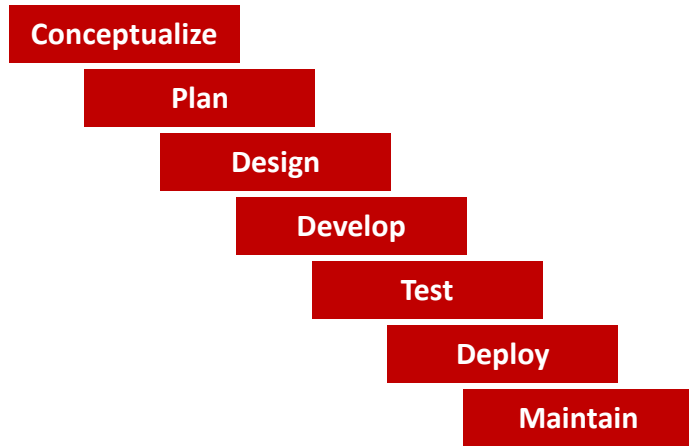 Conceptualize
Plan
Design
Develop
Test
Deploy
Maintain